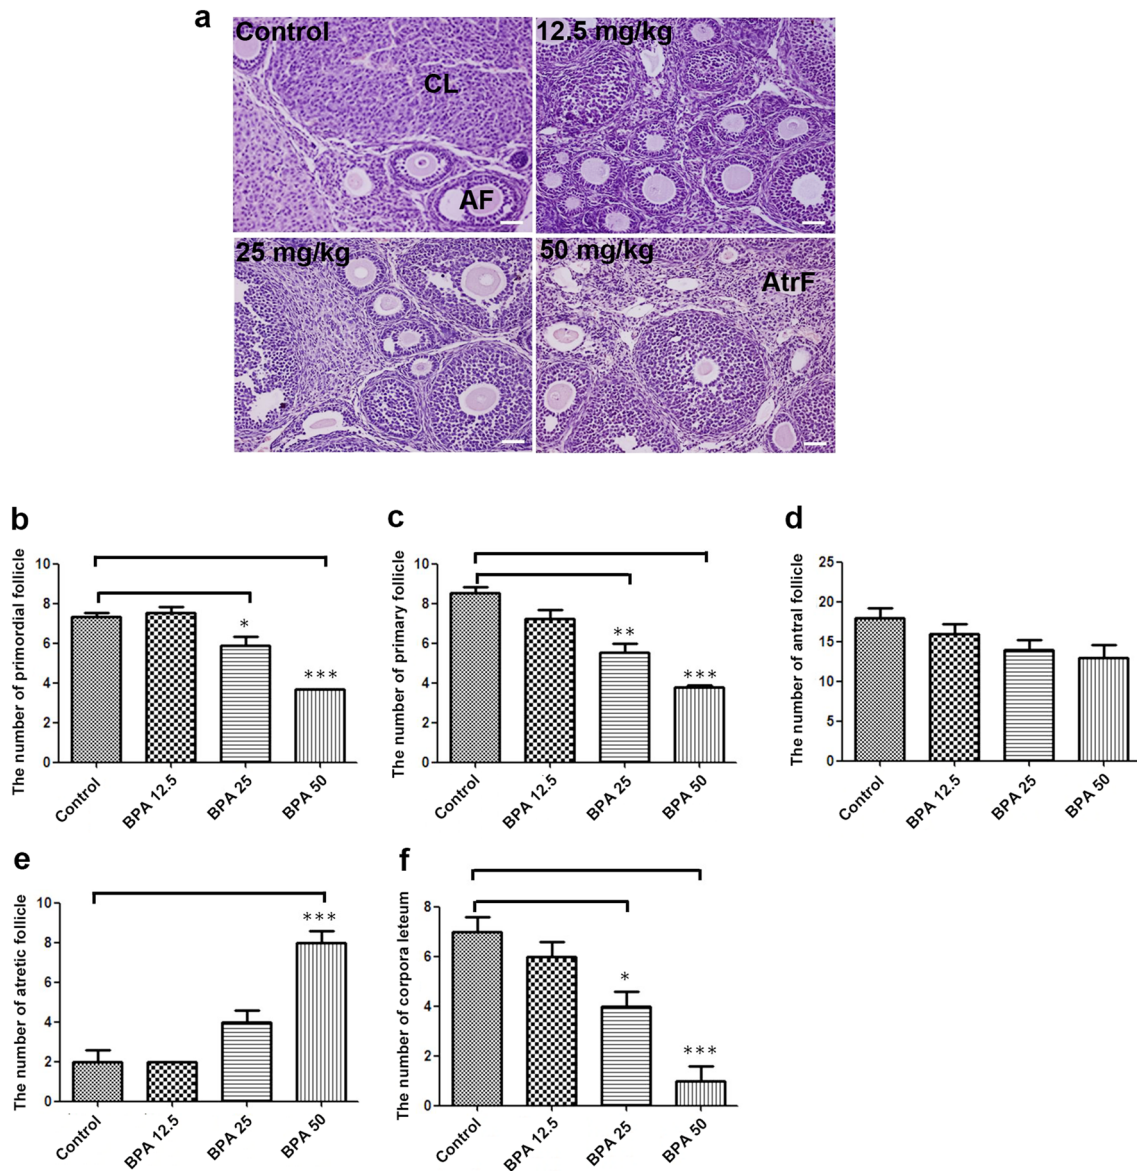 a
Control
12.5 mg/kg
CL
AF
25 mg/kg
50 mg/kg
AtrF
b
The number of primordial follicle
10
8
6
4
2
0
*
***
Control
BPA 12.5
BPA 25
BPA 50
c
The number of primary follicle
10
8
6
4
2
0
**
***
Control
BPA 12.5
BPA 25
BPA 50
d
The number of antral follicle
25
20
15
10
5
0
Control
BPA 12.5
BPA 25
BPA 50
e
The number of atretic follicle
10
8
6
4
2
0
***
Control
BPA 12.5
BPA 25
BPA 50
f
The number of corpora leteum
8
6
4
2
0
*
***
Control
BPA 12.5
BPA 25
BPA 50